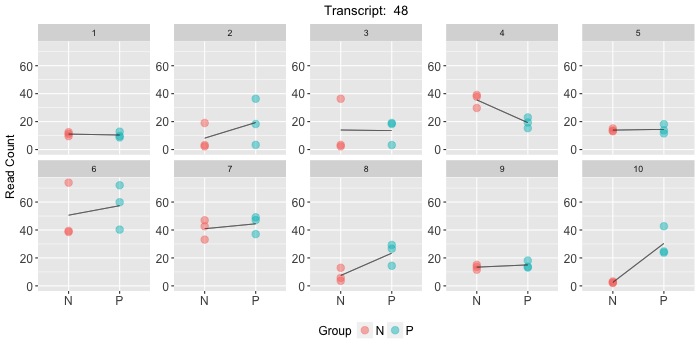 Transcript: 48
1 2 3 4 5
60 60 60 60 60
40 40 40 40 40
20 20 20 20 20
0 0 0 0 0
Read Count
6 7 8 9 10
60 60 60 60 60
40 40 40 40 40
20 20 20 20 20
0 0 0 0 0
N P N P N P N P N P
Group N P